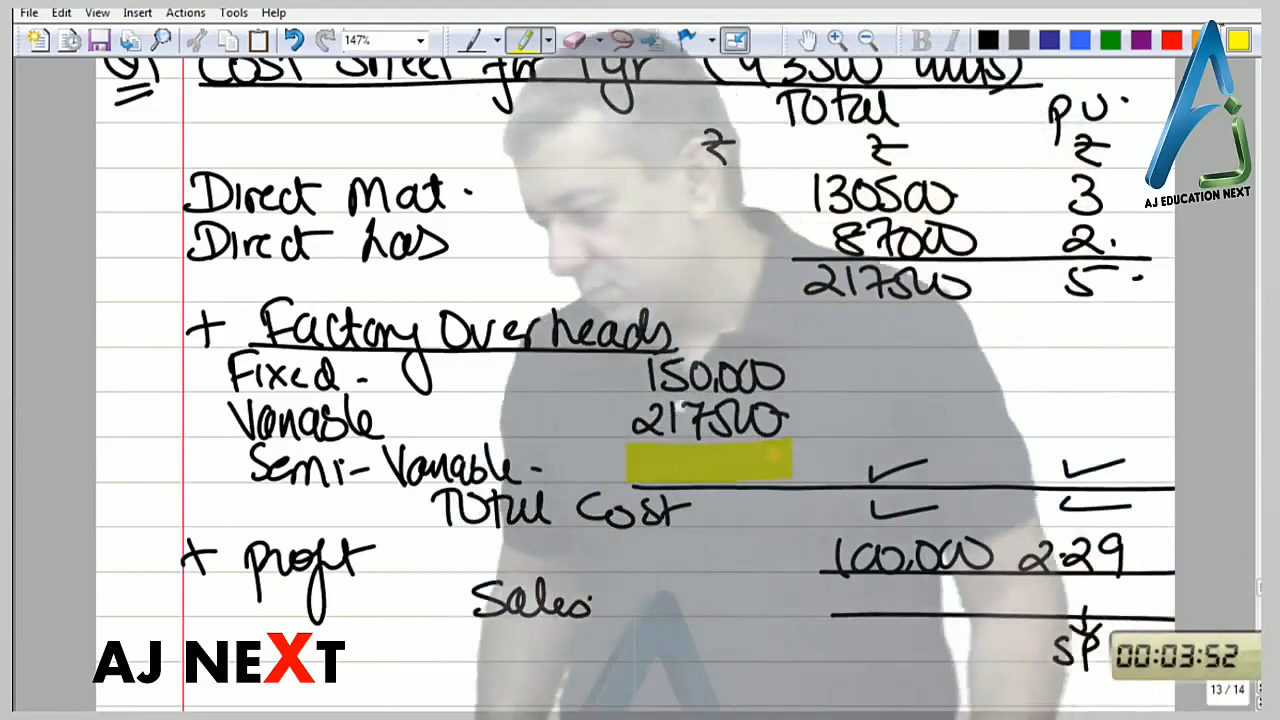 File Edit View Insert Actions Tools Help
147%
B I
Q1 Cost Sheet for 1yr (43500 units)
Total PU.
₹ ₹ ₹
Direct Mat. 130500 3
Direct Lab 87000 2.
217500 5
+ Factory Overheads
Fixed - 150,000
Variable 217500
Semi-Variable -
Total Cost
+ Profit 100,000 2.29
Sales
SP
AJ EDUCATION NEXT
AJ NEXT
00:03:52
13 / 14